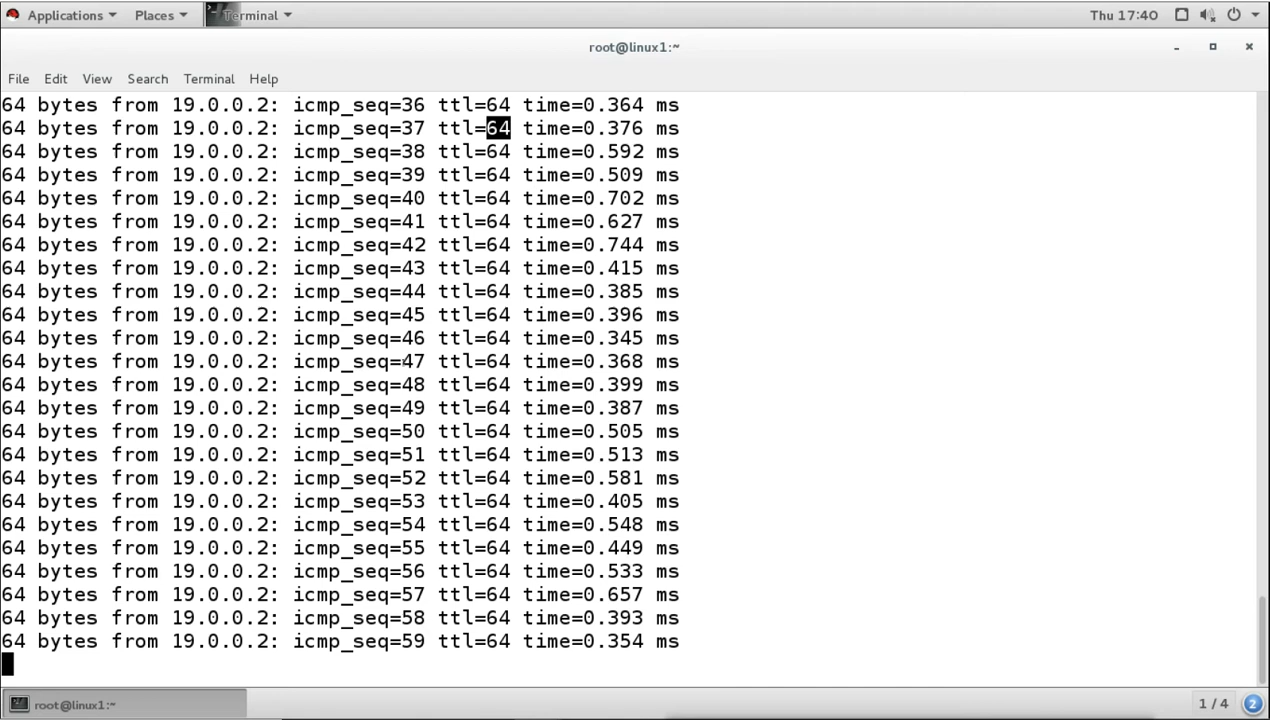 Applications Places Terminal Thu 17:40
root@linux1:~
File Edit View Search Terminal Help
64 bytes from 19.0.0.2: icmp_seq=36 ttl=64 time=0.364 ms
64 bytes from 19.0.0.2: icmp_seq=37 ttl=64 time=0.376 ms
64 bytes from 19.0.0.2: icmp_seq=38 ttl=64 time=0.592 ms
64 bytes from 19.0.0.2: icmp_seq=39 ttl=64 time=0.509 ms
64 bytes from 19.0.0.2: icmp_seq=40 ttl=64 time=0.702 ms
64 bytes from 19.0.0.2: icmp_seq=41 ttl=64 time=0.627 ms
64 bytes from 19.0.0.2: icmp_seq=42 ttl=64 time=0.744 ms
64 bytes from 19.0.0.2: icmp_seq=43 ttl=64 time=0.415 ms
64 bytes from 19.0.0.2: icmp_seq=44 ttl=64 time=0.385 ms
64 bytes from 19.0.0.2: icmp_seq=45 ttl=64 time=0.396 ms
64 bytes from 19.0.0.2: icmp_seq=46 ttl=64 time=0.345 ms
64 bytes from 19.0.0.2: icmp_seq=47 ttl=64 time=0.368 ms
64 bytes from 19.0.0.2: icmp_seq=48 ttl=64 time=0.399 ms
64 bytes from 19.0.0.2: icmp_seq=49 ttl=64 time=0.387 ms
64 bytes from 19.0.0.2: icmp_seq=50 ttl=64 time=0.505 ms
64 bytes from 19.0.0.2: icmp_seq=51 ttl=64 time=0.513 ms
64 bytes from 19.0.0.2: icmp_seq=52 ttl=64 time=0.581 ms
64 bytes from 19.0.0.2: icmp_seq=53 ttl=64 time=0.405 ms
64 bytes from 19.0.0.2: icmp_seq=54 ttl=64 time=0.548 ms
64 bytes from 19.0.0.2: icmp_seq=55 ttl=64 time=0.449 ms
64 bytes from 19.0.0.2: icmp_seq=56 ttl=64 time=0.533 ms
64 bytes from 19.0.0.2: icmp_seq=57 ttl=64 time=0.657 ms
64 bytes from 19.0.0.2: icmp_seq=58 ttl=64 time=0.393 ms
64 bytes from 19.0.0.2: icmp_seq=59 ttl=64 time=0.354 ms
root@linux1:~ 1 / 4 2